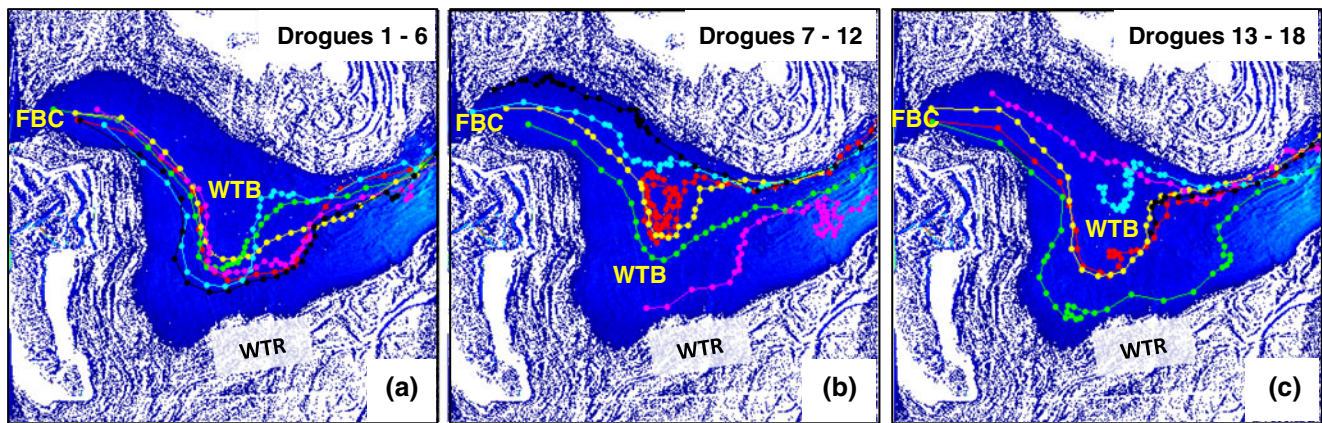 Drogues 1 - 6
FBC
WTB
WTR
(a)
Drogues 7 - 12
FBC
WTB
WTR
(b)
Drogues 13 - 18
FBC
WTB
WTR
(c)